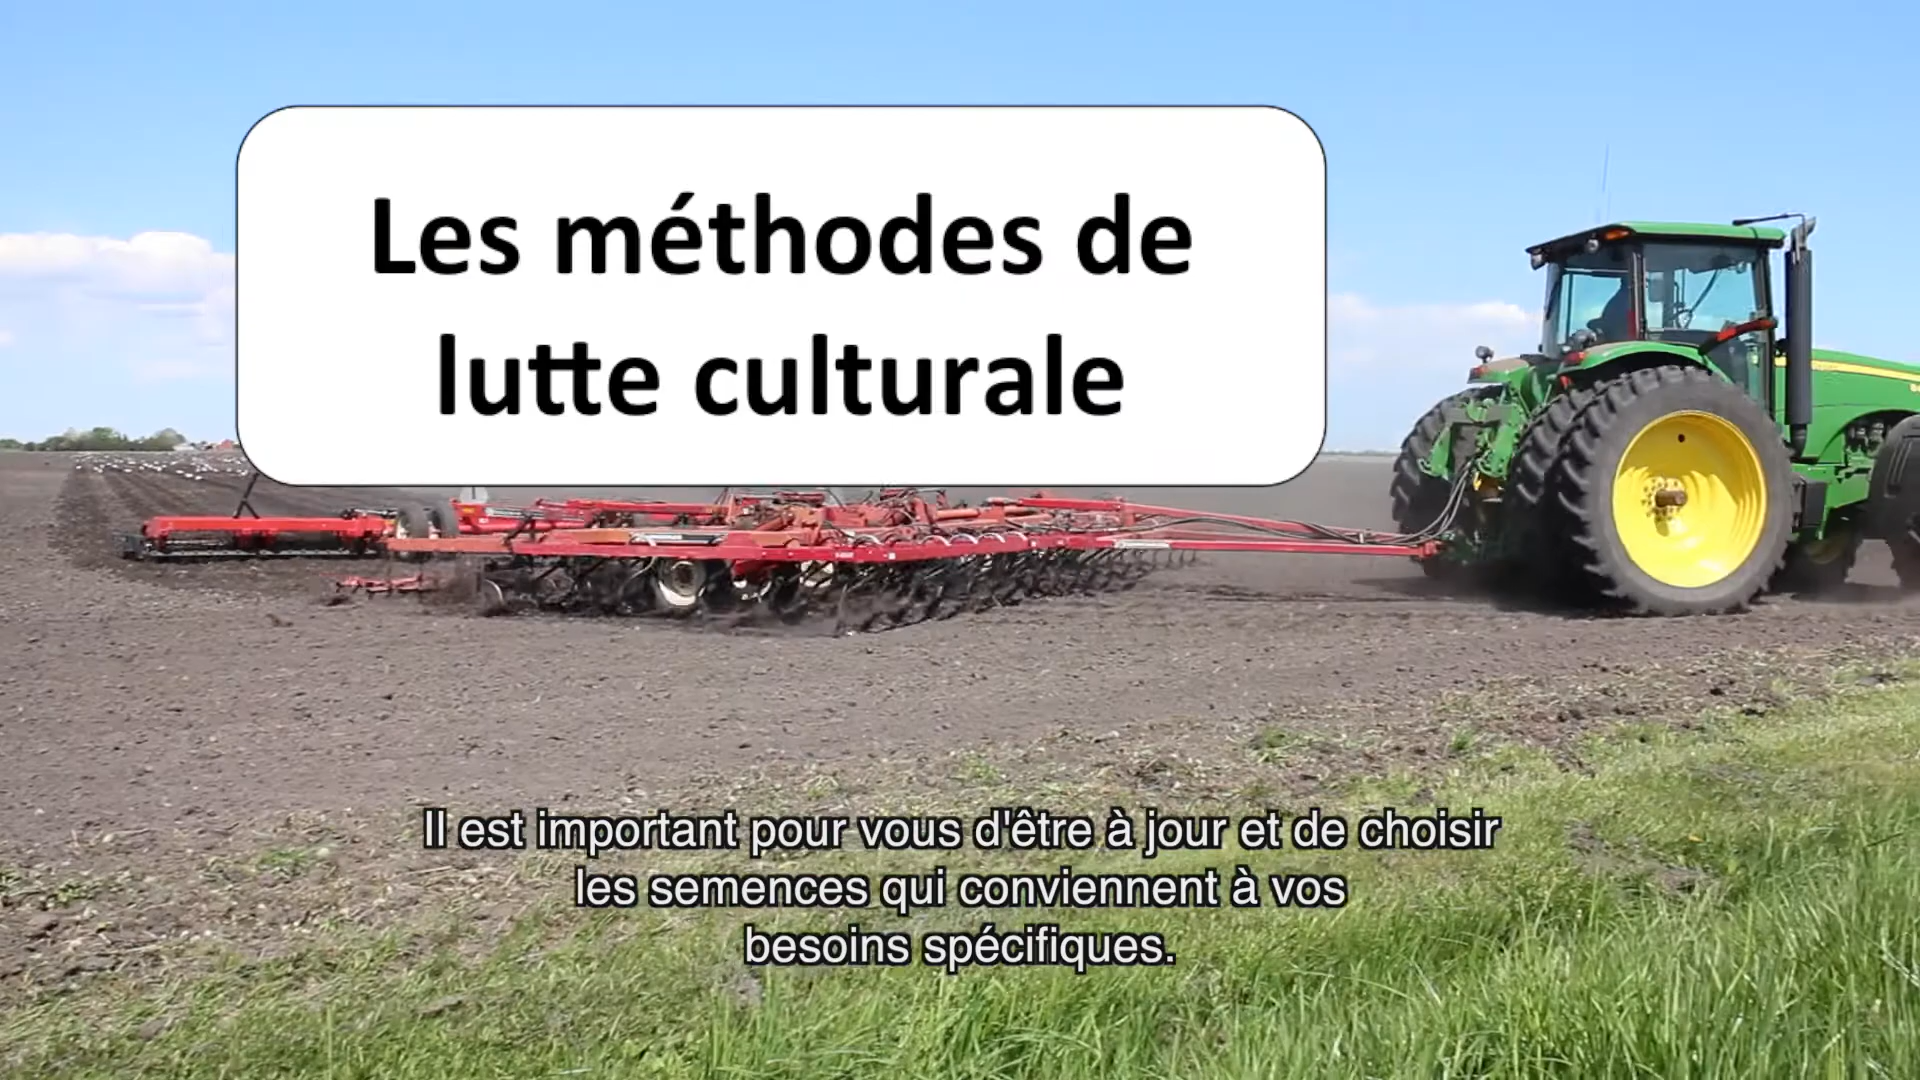 Les méthodes de
lutte culturale
Il est important pour vous d'être à jour et de choisir
les semences qui conviennent à vos
besoins spécifiques.